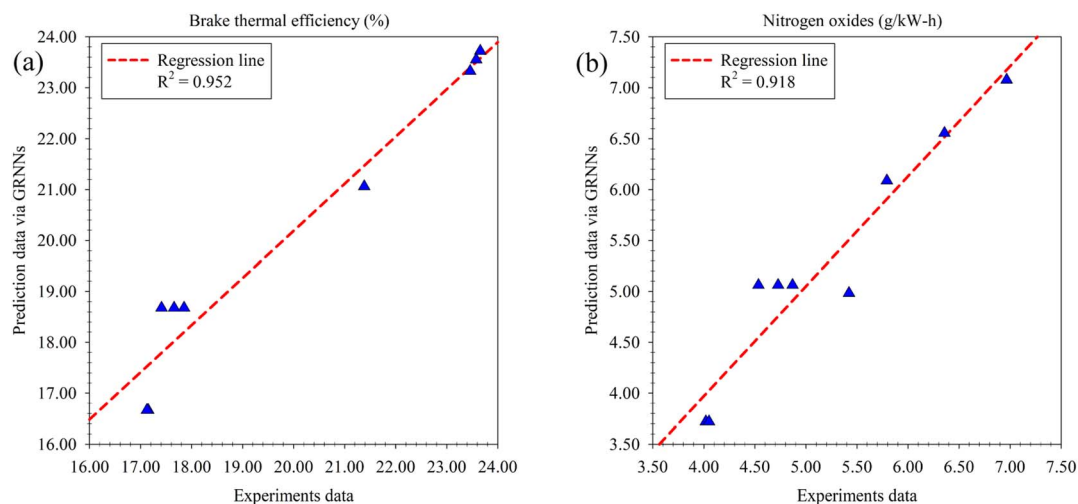 Brake thermal efficiency (%)
(a)
Regression line
R² = 0.952
Prediction data via GRNNs
24.00
23.00
22.00
21.00
20.00
19.00
18.00
17.00
16.00
16.00 17.00 18.00 19.00 20.00 21.00 22.00 23.00 24.00
Experiments data
Nitrogen oxides (g/kW-h)
(b)
Regression line
R² = 0.918
Prediction data via GRNNs
7.50
7.00
6.50
6.00
5.50
5.00
4.50
4.00
3.50
3.50 4.00 4.50 5.00 5.50 6.00 6.50 7.00 7.50
Experiments data